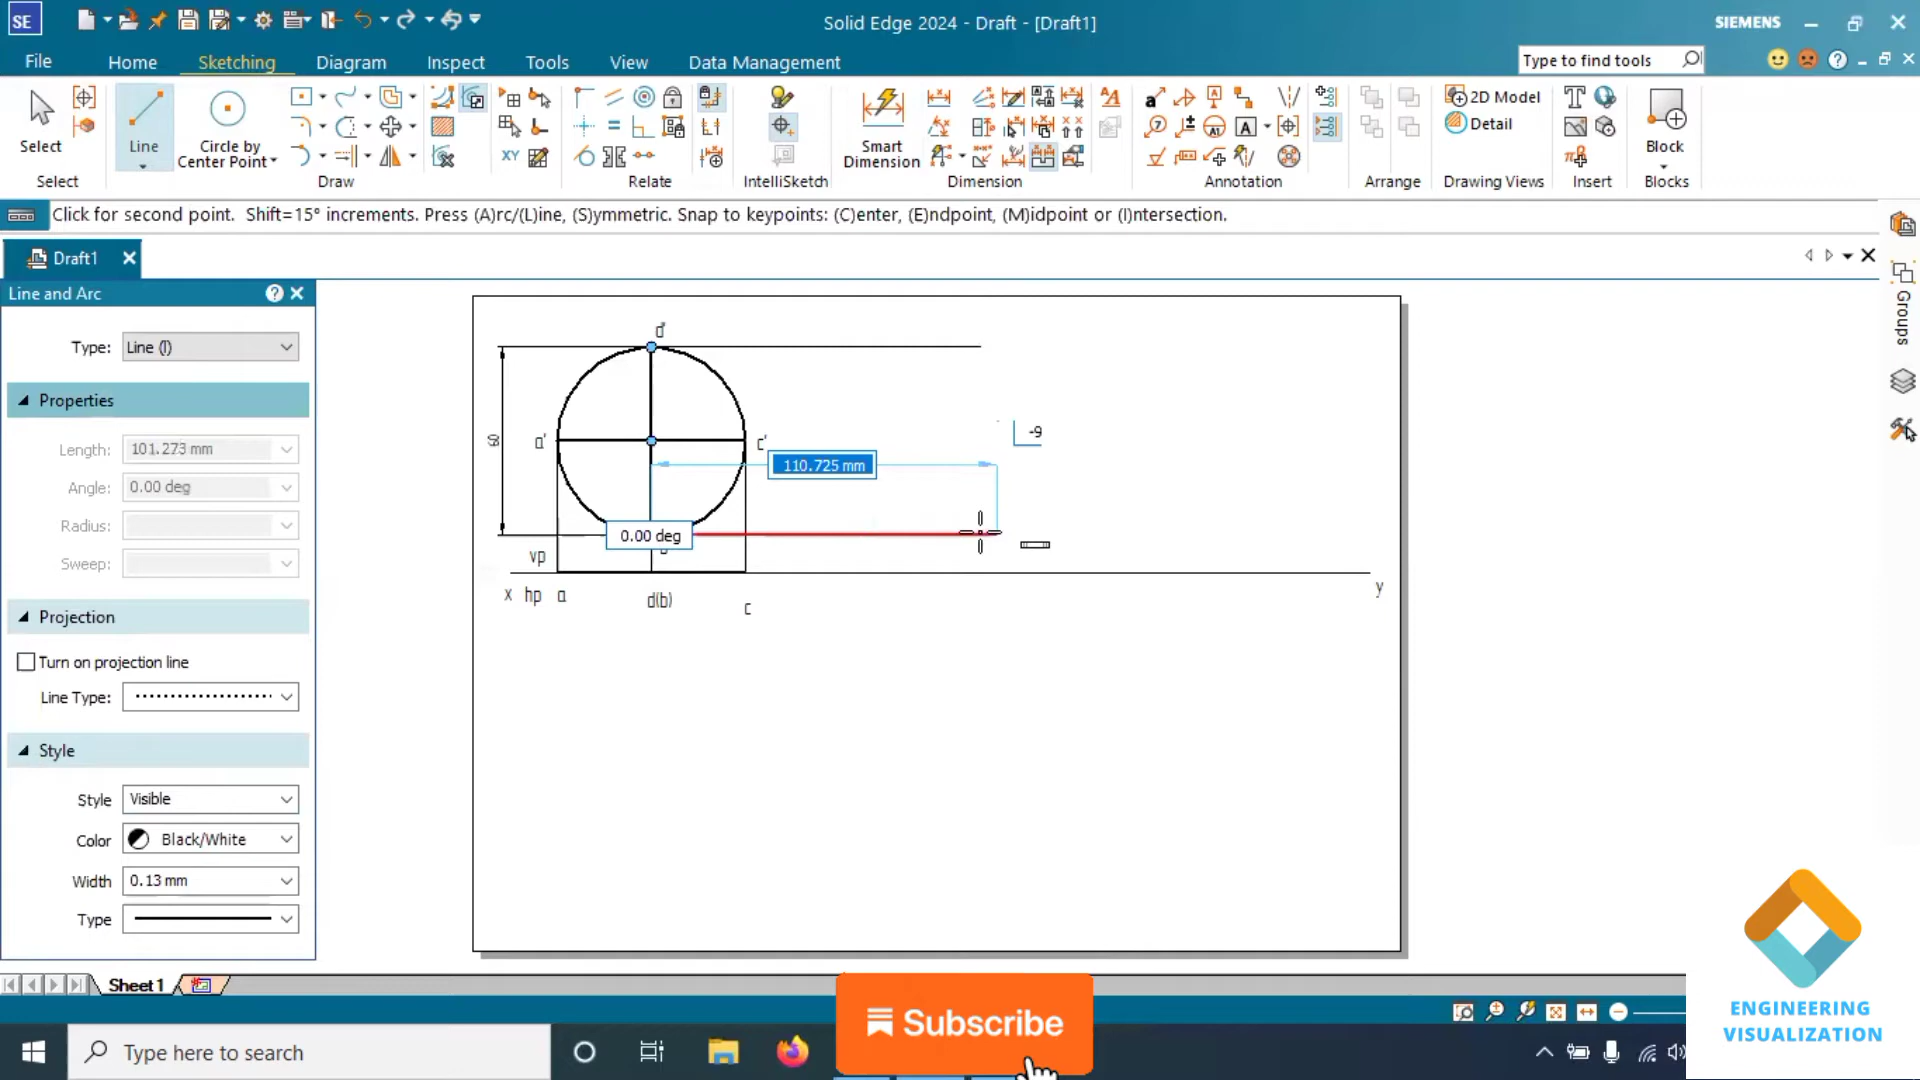 SE
Solid Edge 2024 - Draft - [Draft1]
SIEMENS
File
Home
Sketching
Diagram
Inspect
Tools
View
Data Management
Type to find tools
Select
Line
Circle by
Center Point
XY
Smart
Dimension
2D Model
Detail
Block
Select
Draw
Relate
IntelliSketch
Dimension
Annotation
Arrange
Drawing Views
Insert
Blocks
Click for second point. Shift=15° increments. Press (A)rc/(L)ine, (S)ymmetric. Snap to keypoints: (C)enter, (E)ndpoint, (M)idpoint or (I)ntersection.
Draft1
Groups
Line and Arc
Type: Line (l)
Properties
Length: 101.273 mm
Angle: 0.00 deg
Radius:
Sweep:
Projection
Turn on projection line
Line Type:
Style
Style Visible
Color Black/White
Width 0.13 mm
Type
d'
60
a'
c'
-9
110.725 mm
0.00 deg
vp
x hp a
d(b)
c
y
Sheet1
Subscribe
Type here to search
ENGINEERING
VISUALIZATION